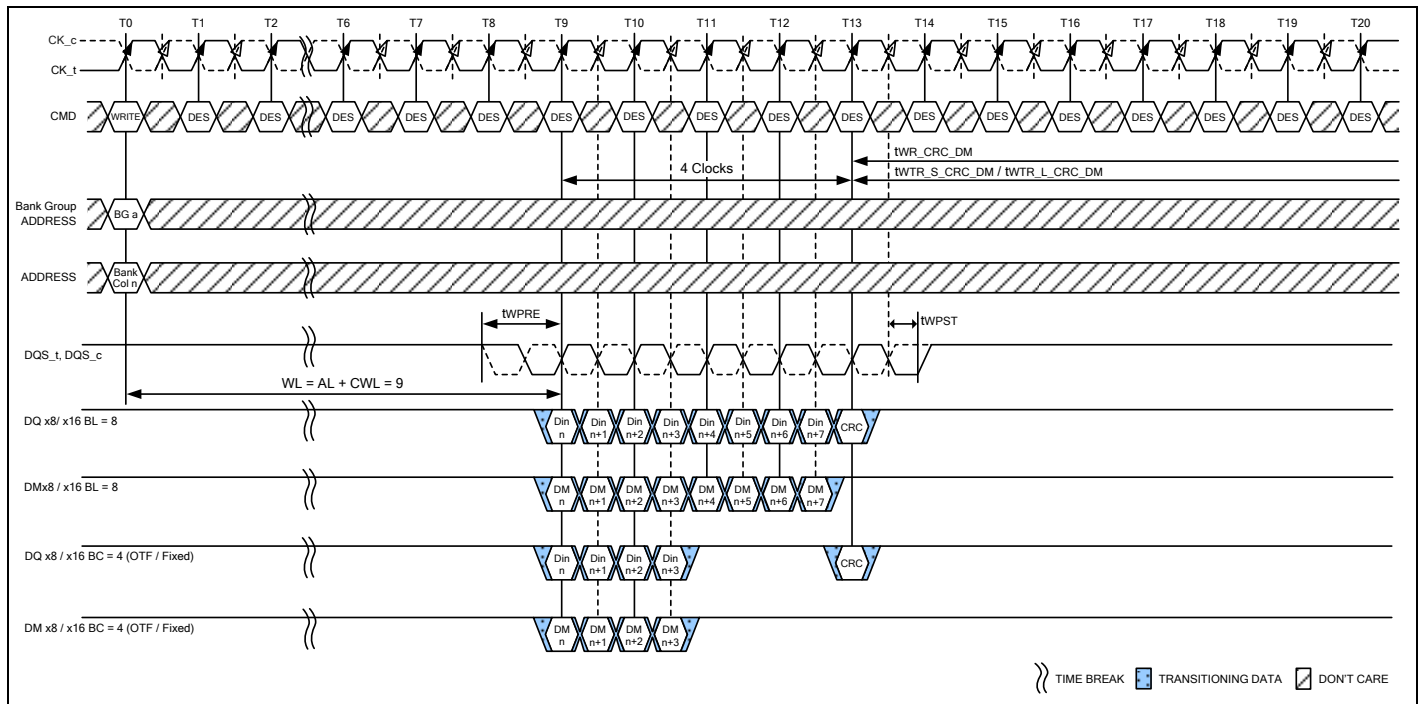 T0 T1 T2 T6 T7 T8 T9 T10 T11 T12 T13 T14 T15 T16 T17 T18 T19 T20
CK_c
CK_t
CMD WRITE DES DES DES DES DES DES DES DES DES DES DES DES DES DES DES DES DES
4 Clocks
tWR_CRC_DM
tWTR_S_CRC_DM / tWTR_L_CRC_DM
Bank Group
ADDRESS
BG a
ADDRESS
Bank
Col n
tWPRE
tWPST
DQS_t, DQS_c
WL = AL + CWL = 9
DQ x8/ x16 BL = 8
Din Din Din Din Din Din Din Din CRC
n n+1 n+2 n+3 n+4 n+5 n+6 n+7
DMx8 / x16 BL = 8
DM DM DM DM DM DM DM DM
n n+1 n+2 n+3 n+4 n+5 n+6 n+7
DQ x8 / x16 BC = 4 (OTF / Fixed)
Din Din Din Din CRC
n n+1 n+2 n+3
DM x8 / x16 BC = 4 (OTF / Fixed)
DM DM DM DM
n n+1 n+2 n+3
TIME BREAK TRANSITIONING DATA DON'T CARE